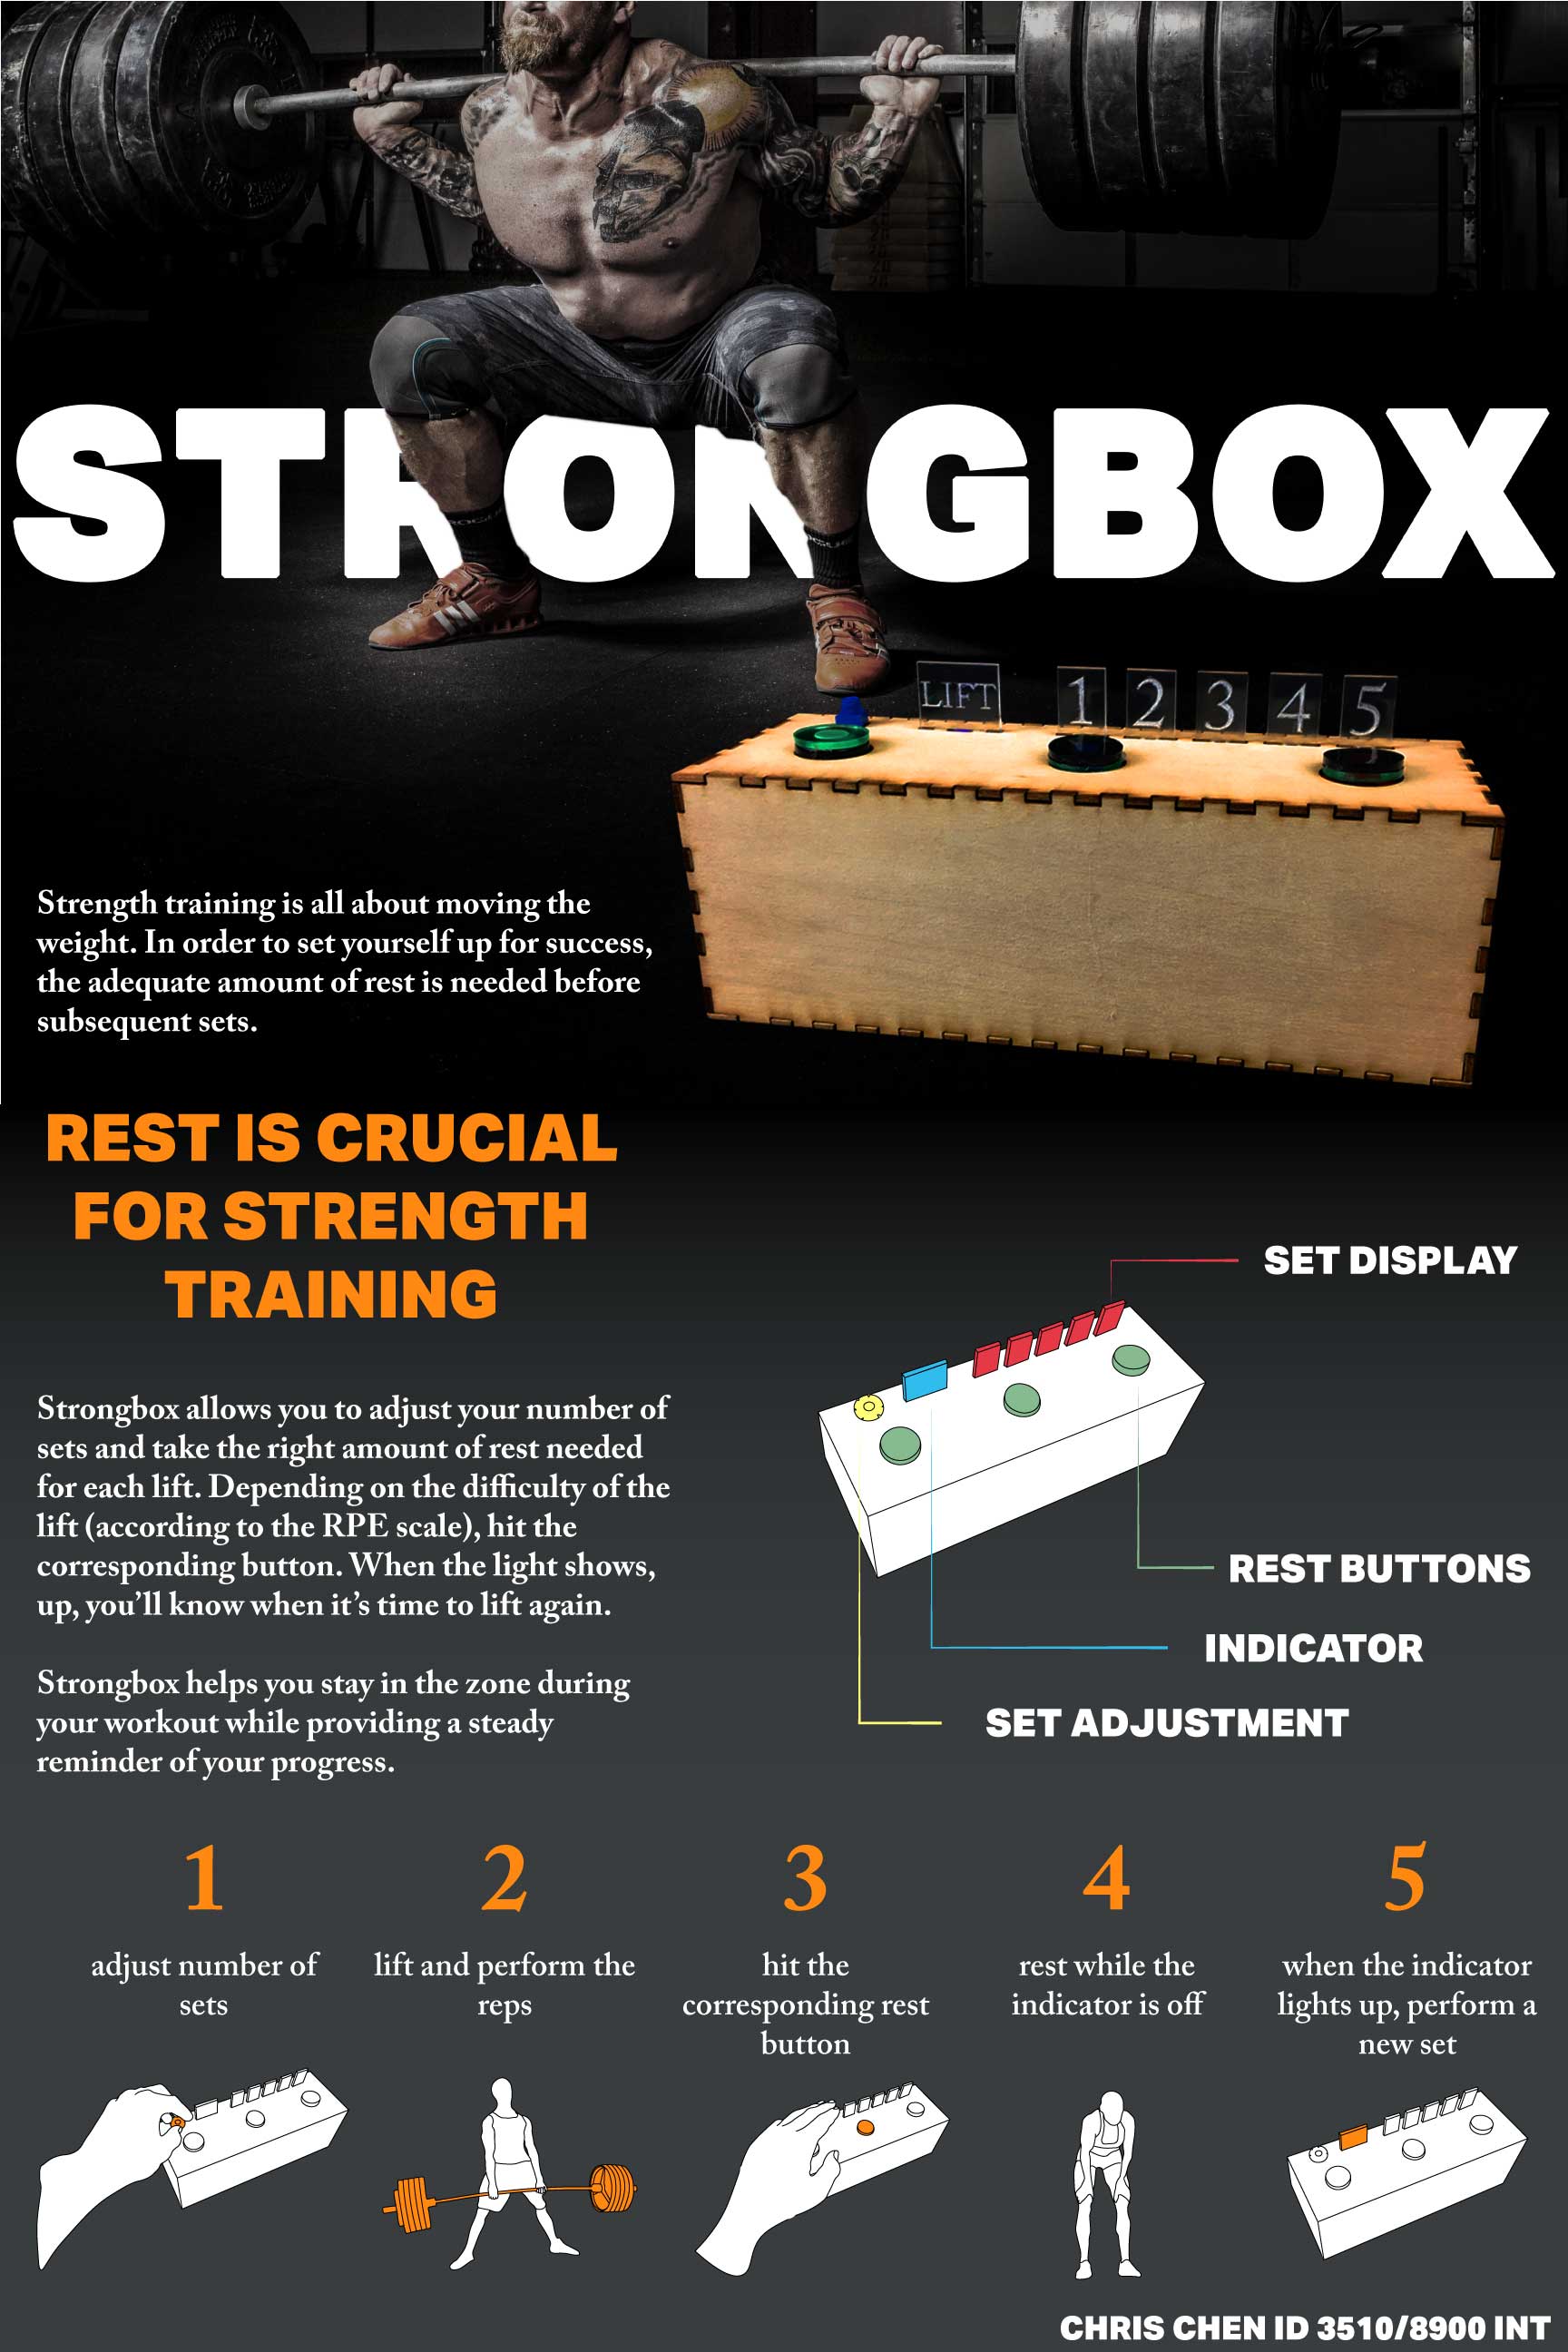 STRONGBOX
LIFT 1 2 3 4 5
Strength training is all about moving the
weight. In order to set yourself up for success,
the adequate amount of rest is needed before
subsequent sets.
REST IS CRUCIAL
FOR STRENGTH
TRAINING
SET DISPLAY
REST BUTTONS
INDICATOR
SET ADJUSTMENT
Strongbox allows you to adjust your number of
sets and take the right amount of rest needed
for each lift. Depending on the difficulty of the
lift (according to the RPE scale), hit the
corresponding button. When the light shows,
up, you’ll know when it’s time to lift again.
Strongbox helps you stay in the zone during
your workout while providing a steady
reminder of your progress.
1
adjust number of
sets
2
lift and perform the
reps
3
hit the
corresponding rest
button
4
rest while the
indicator is off
5
when the indicator
lights up, perform a
new set
CHRIS CHEN ID 3510/8900 INT